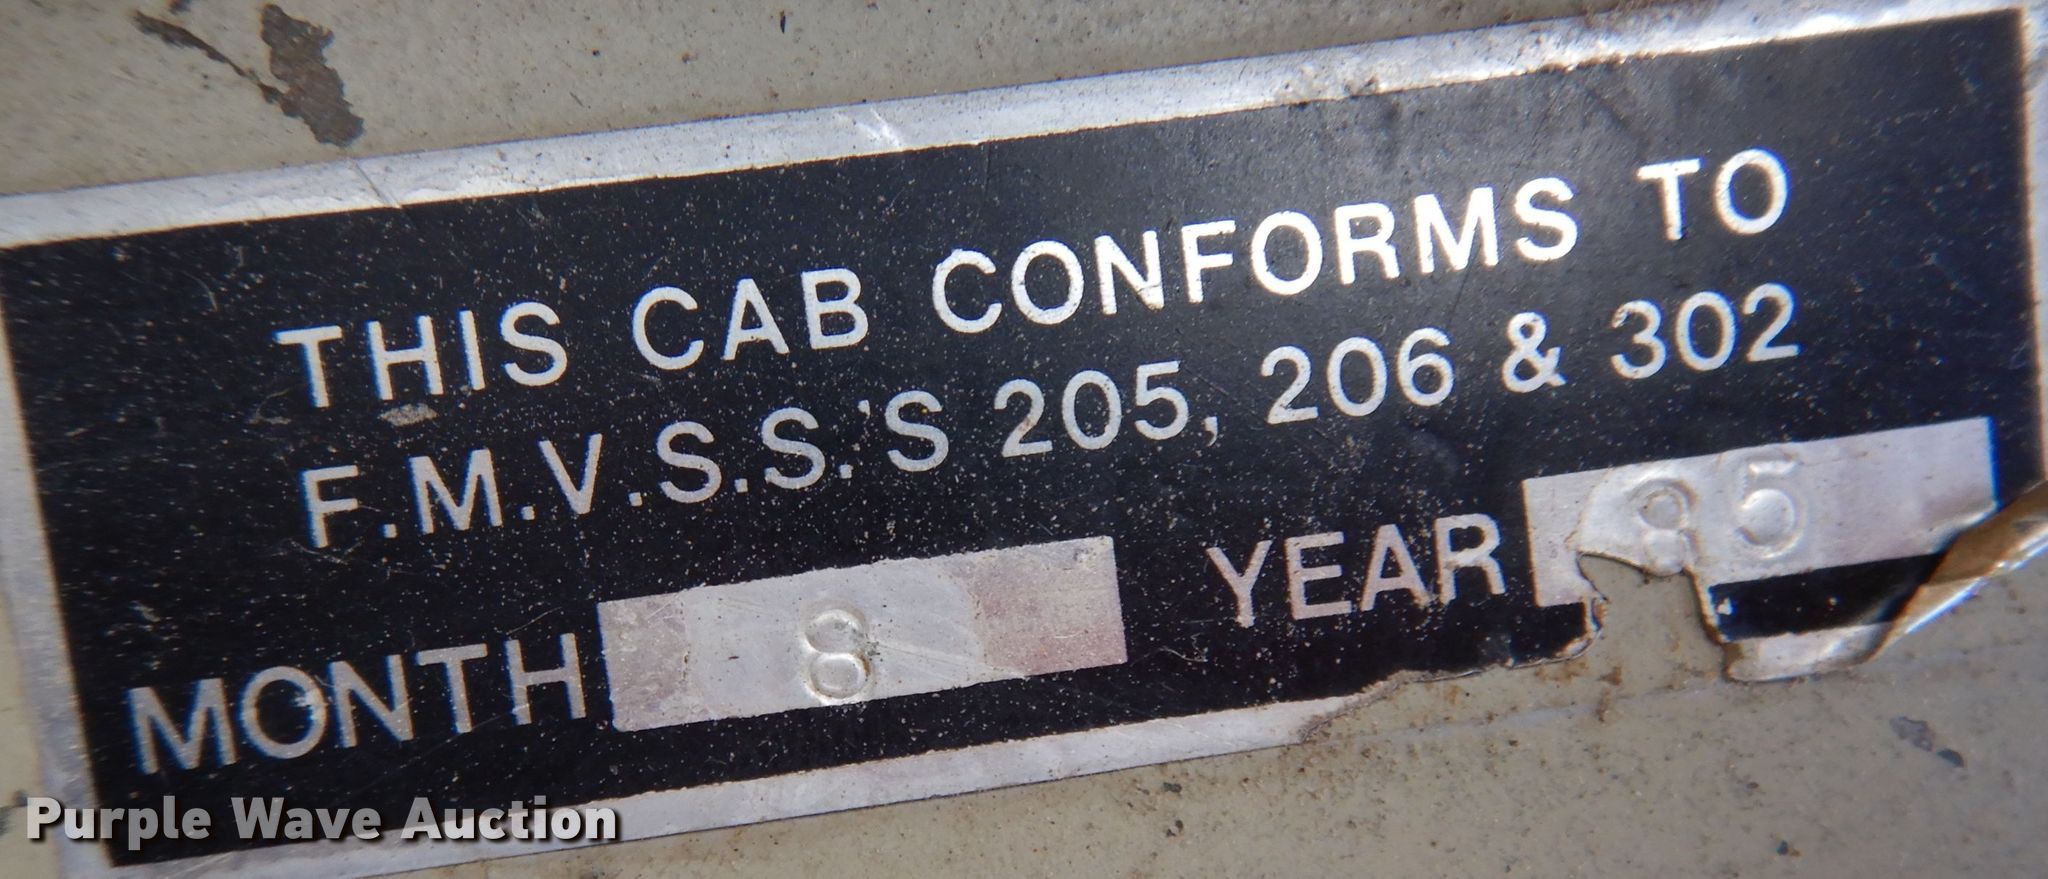 THIS CAB CONFORMS TO
F.M.V.S.S.'S 205, 206 & 302
MONTH 8 YEAR 85
Purple Wave Auction